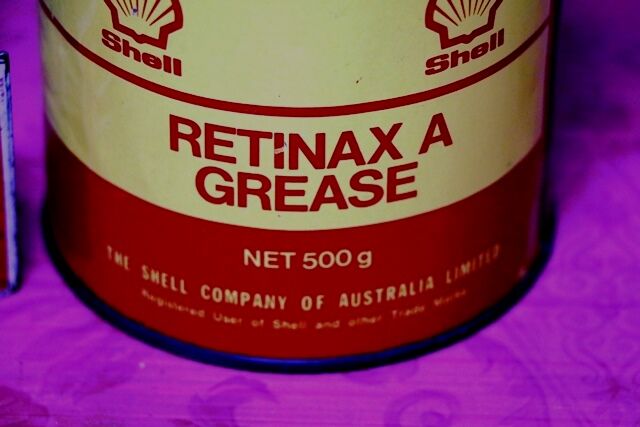 Shell Shell
RETINAX A
GREASE
NET 500 g
THE SHELL COMPANY OF AUSTRALIA LIMITED
Registered User of Shell and other Trade Marks